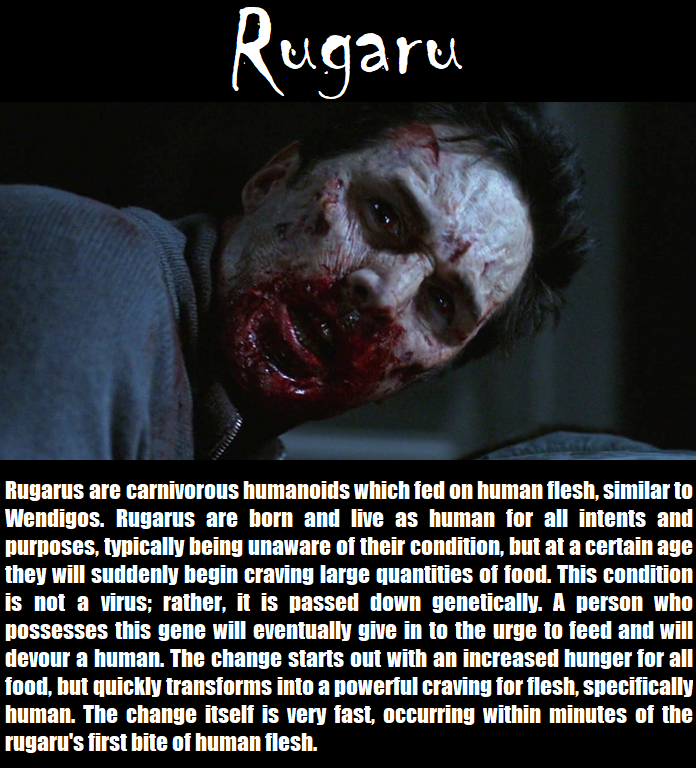 Rugaru
Rugarus are carnivorous humanoids which fed on human flesh, similar to
Wendigos. Rugarus are born and live as human for all intents and
purposes, typically being unaware of their condition, but at a certain age
they will suddenly begin craving large quantities of food. This condition
is not a virus; rather, it is passed down genetically. A person who
possesses this gene will eventually give in to the urge to feed and will
devour a human. The change starts out with an increased hunger for all
food, but quickly transforms into a powerful craving for flesh, specifically
human. The change itself is very fast, occurring within minutes of the
rugaru's first bite of human flesh.